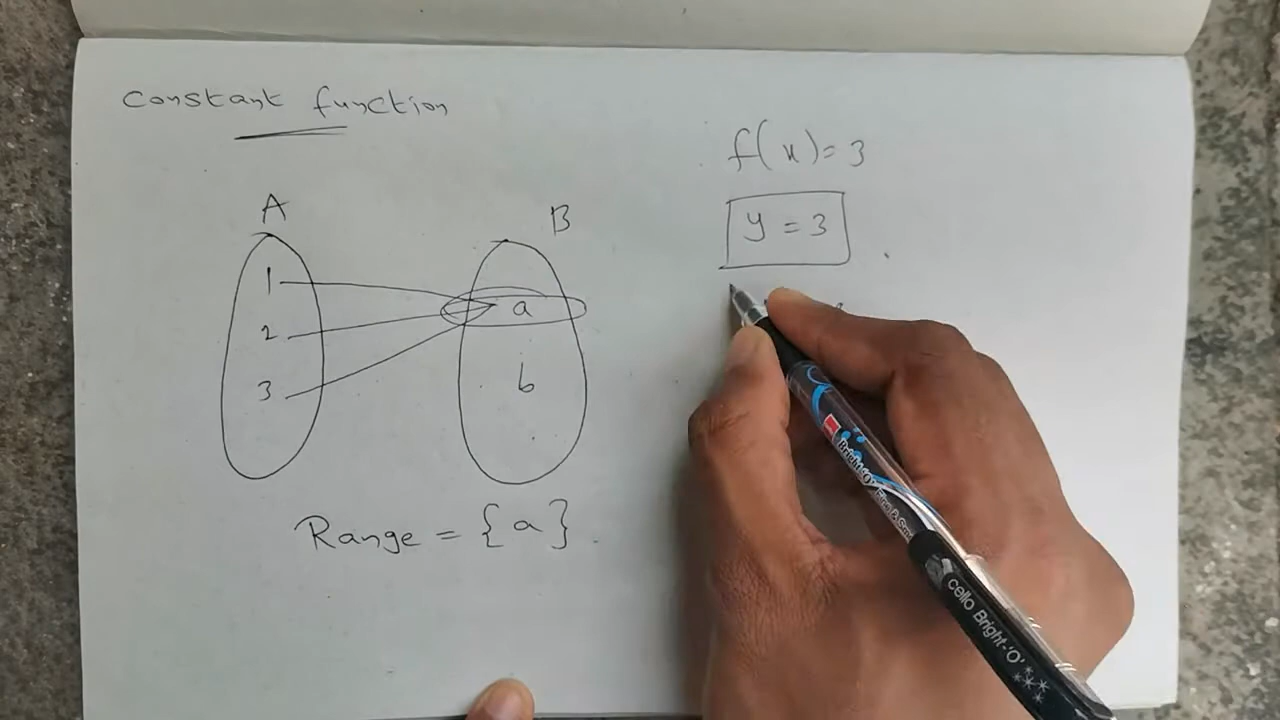 Constant function
A
B
1
2
3
a
b
Range = {a}
f(x) = 3
y = 3
cello Bright-'O'